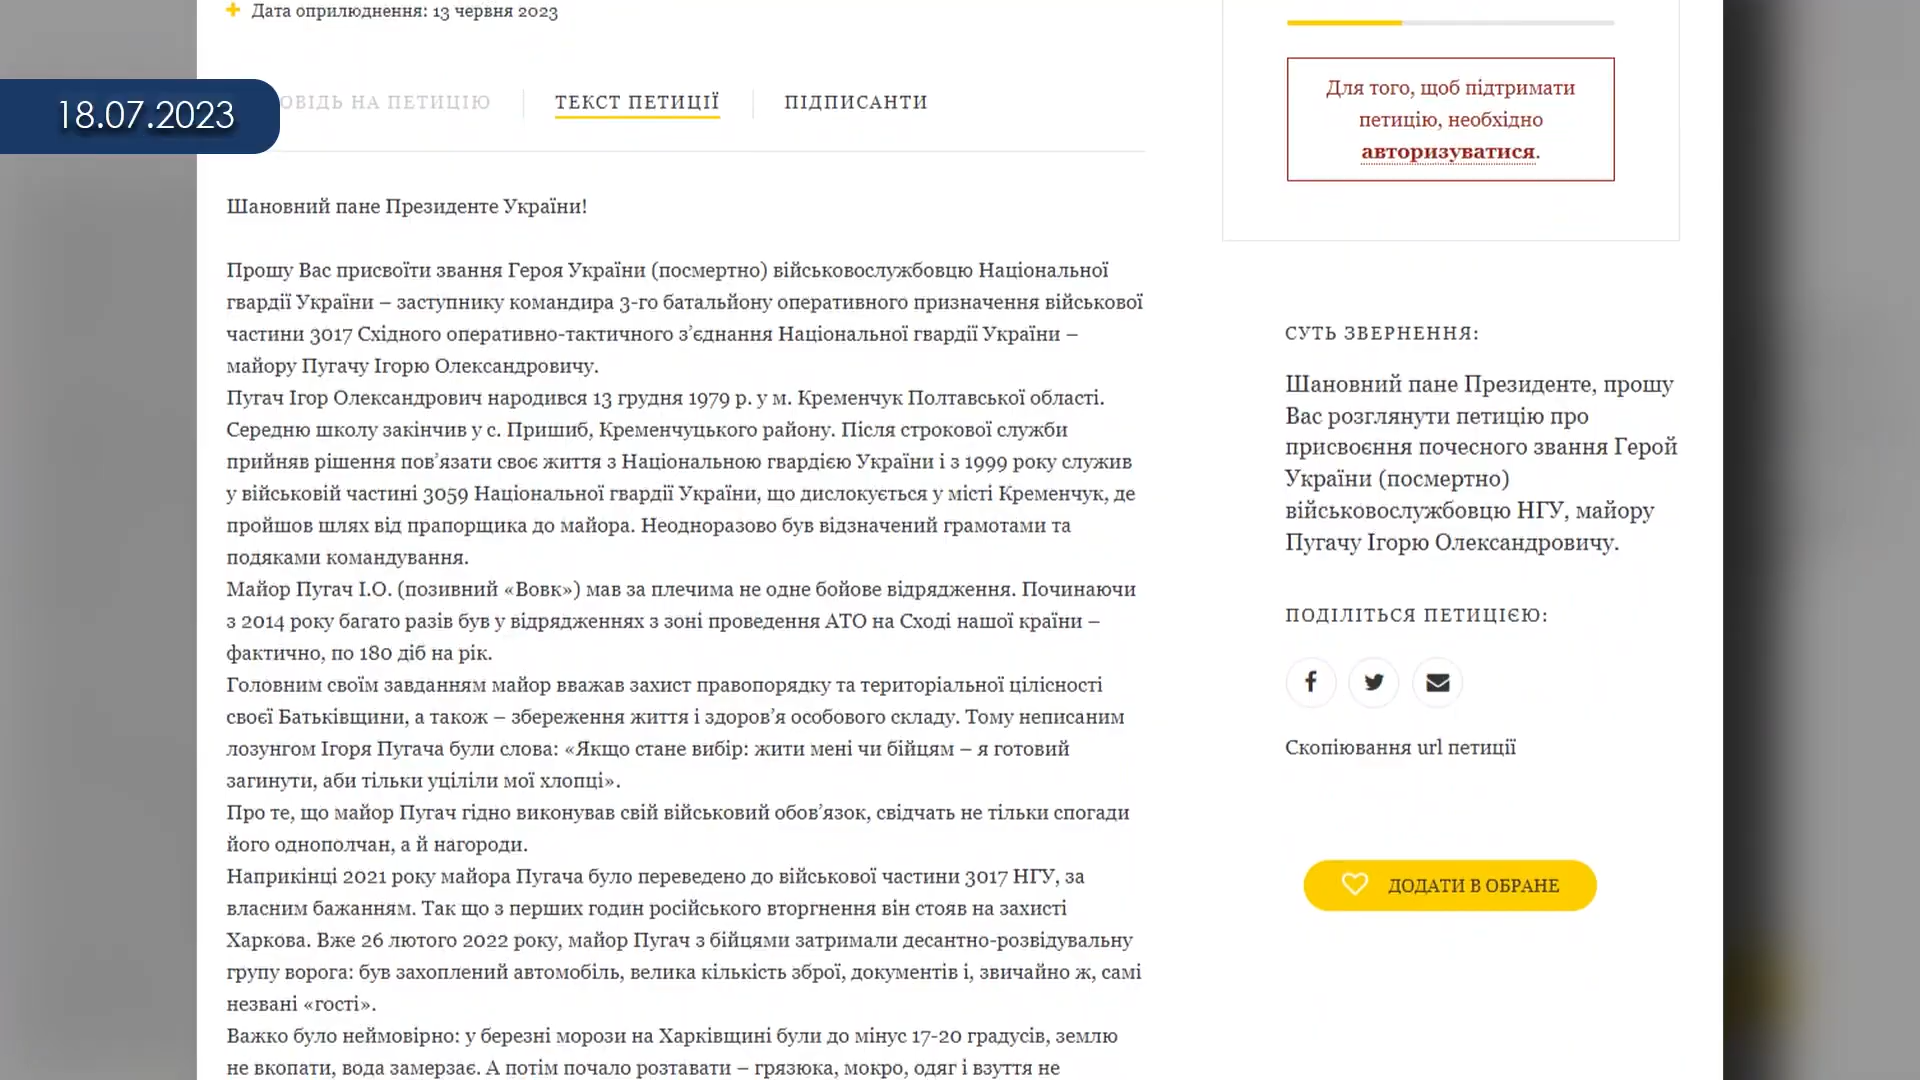 Дата оприлюднення: 13 червня 2023
18.07.2023
ОВІДЬ НА ПЕТИЦІЮ
ТЕКСТ ПЕТИЦІЇ
ПІДПИСАНТИ
Шановний пане Президенте України!
Прошу Вас присвоїти звання Героя України (посмертно) військовослужбовцю Національної
гвардії України – заступнику командира 3-го батальйону оперативного призначення військової
частини 3017 Східного оперативно-тактичного з’єднання Національної гвардії України –
майору Пугачу Ігорю Олександровичу.
Пугач Ігор Олександрович народився 13 грудня 1979 р. у м. Кременчук Полтавської області.
Середню школу закінчив у с. Пришиб, Кременчуцького району. Після строкової служби
прийняв рішення пов’язати своє життя з Національною гвардією України і з 1999 року служив
у військовій частині 3059 Національної гвардії України, що дислокується у місті Кременчук, де
пройшов шлях від прапорщика до майора. Неодноразово був відзначений грамотами та
подяками командування.
Майор Пугач І.О. (позивний «Вовк») мав за плечима не одне бойове відрядження. Починаючи
з 2014 року багато разів був у відрядженнях з зоні проведення АТО на Сході нашої країни –
фактично, по 180 діб на рік.
Головним своїм завданням майор вважав захист правопорядку та територіальної цілісності
своєї Батьківщини, а також – збереження життя і здоров’я особового складу. Тому неписаним
лозунгом Ігоря Пугача були слова: «Якщо стане вибір: жити мені чи бійцям – я готовий
загинути, аби тільки уціліли мої хлопці».
Про те, що майор Пугач гідно виконував свій військовий обов’язок, свідчать не тільки спогади
його однополчан, а й нагороди.
Наприкінці 2021 року майора Пугача було переведено до військової частини 3017 НГУ, за
власним бажанням. Так що з перших годин російського вторгнення він стояв на захисті
Харкова. Вже 26 лютого 2022 року, майор Пугач з бійцями затримали десантно-розвідувальну
групу ворога: був захоплений автомобіль, велика кількість зброї, документів і, звичайно ж, самі
незвані «гості».
Важко було неймовірно: у березні морози на Харківщині були до мінус 17-20 градусів, землю
не вкопати, вода замерзає. А потім почало розтавати – грязюка, мокро, одяг і взуття не
Для того, щоб підтримати
петицію, необхідно
авторизуватися.
СУТЬ ЗВЕРНЕННЯ:
Шановний пане Президенте, прошу
Вас розглянути петицію про
присвоєння почесного звання Герой
України (посмертно)
військовослужбовцю НГУ, майору
Пугачу Ігорю Олександровичу.
ПОДІЛІТЬСЯ ПЕТИЦІЄЮ:
Скопіювання url петиції
ДОДАТИ В ОБРАНЕ